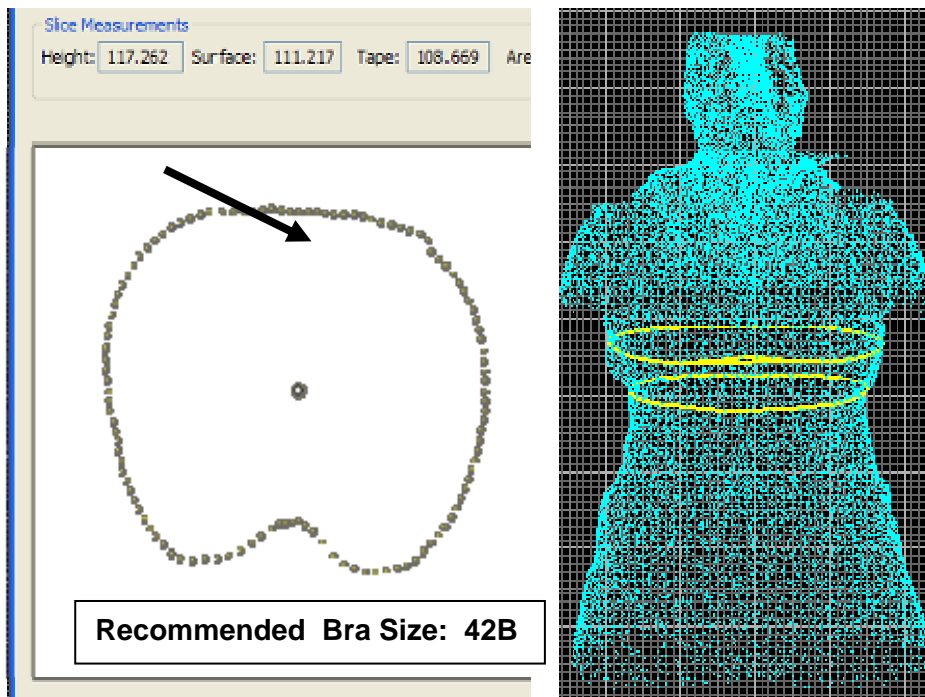 Slice Measurements
Height: 117.262 Surface: 111.217 Tape: 108.669 Are
Recommended Bra Size: 42B